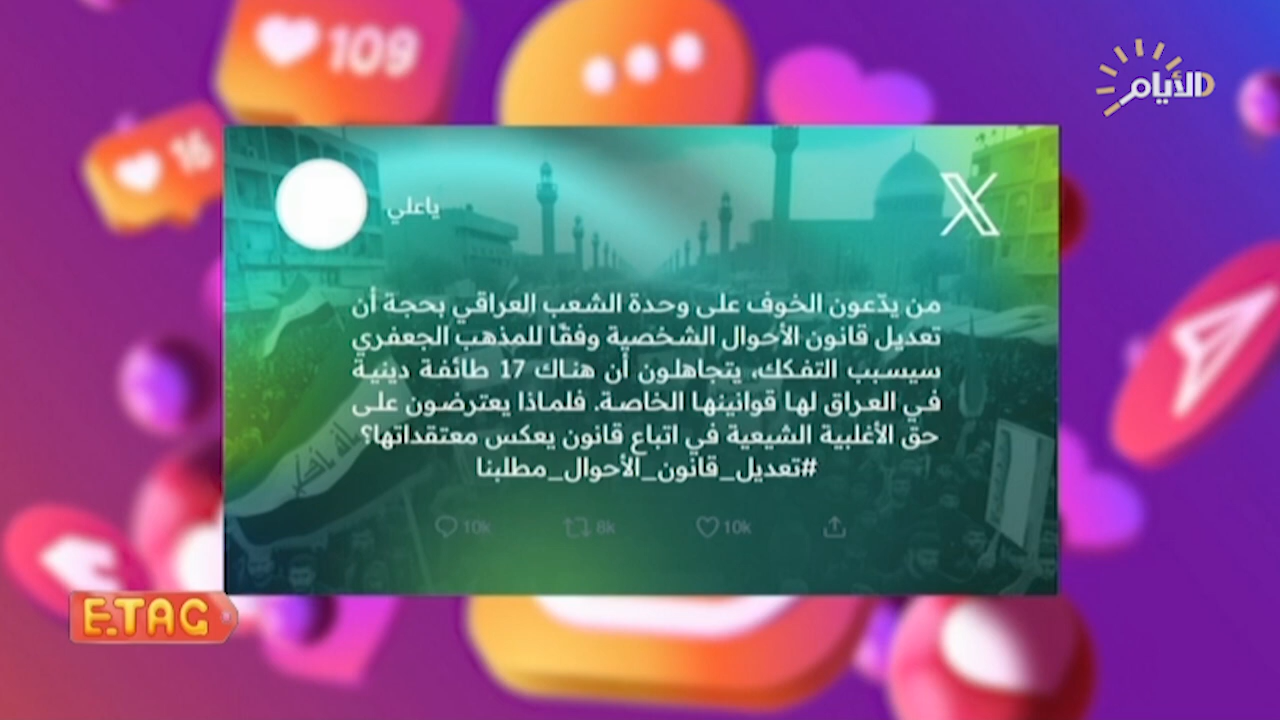 109
16
الأيام
ياعلي
من يدّعون الخوف على وحدة الشعب العراقي بحجة أن
تعديل قانون الأحوال الشخصية وفقًا للمذهب الجعفري
سيسبب التفكك، يتجاهلون أن هناك 17 طائفة دينية
في العراق لها قوانينها الخاصة. فلماذا يعترضون على
حق الأغلبية الشيعية في اتباع قانون يعكس معتقداتها؟
#تعديل_قانون_الأحوال_مطلبنا
10k 8k 10k
E.TAG